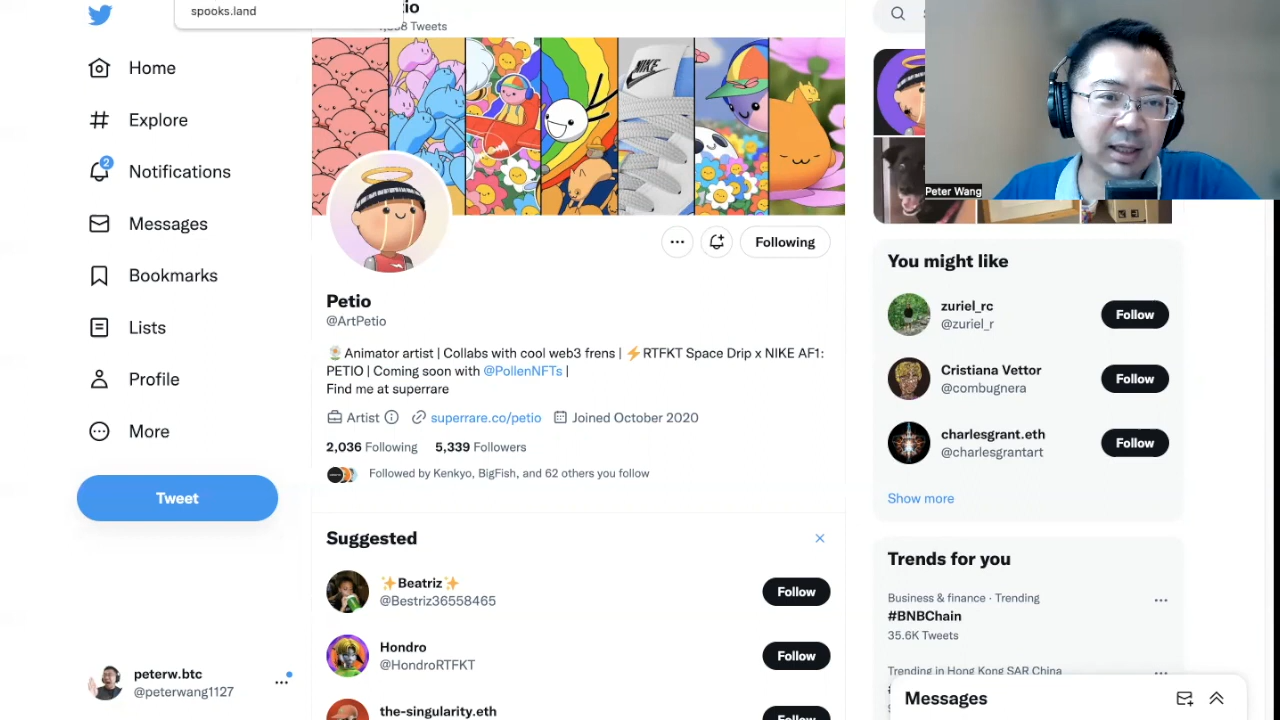 spooks.land
tio
Tweets
Home
Explore
2
Notifications
Messages
Bookmarks
Lists
Profile
More
Tweet
peterw.btc
@peterwang1127
NIKE
Following
Petio
@ArtPetio
Animator artist | Collabs with cool web3 frens | ⚡RTFKT Space Drip x NIKE AF1:
PETIO | Coming soon with @PollenNFTs |
Find me at superrare
Artist superrare.co/petio Joined October 2020
2,036 Following 5,339 Followers
Followed by Kenkyo, BigFish, and 62 others you follow
Suggested
✨Beatriz✨
@Bestriz36558465
Follow
Hondro
@HondroRTFKT
Follow
the-singularity.eth
Follow
Peter Wang
You might like
zuriel_rc
@zuriel_r
Follow
Cristiana Vettor
@combugnera
Follow
charlesgrant.eth
@charlesgrantart
Follow
Show more
Trends for you
Business & finance · Trending
#BNBChain
35.6K Tweets
Trending in Hong Kong SAR China
Messages